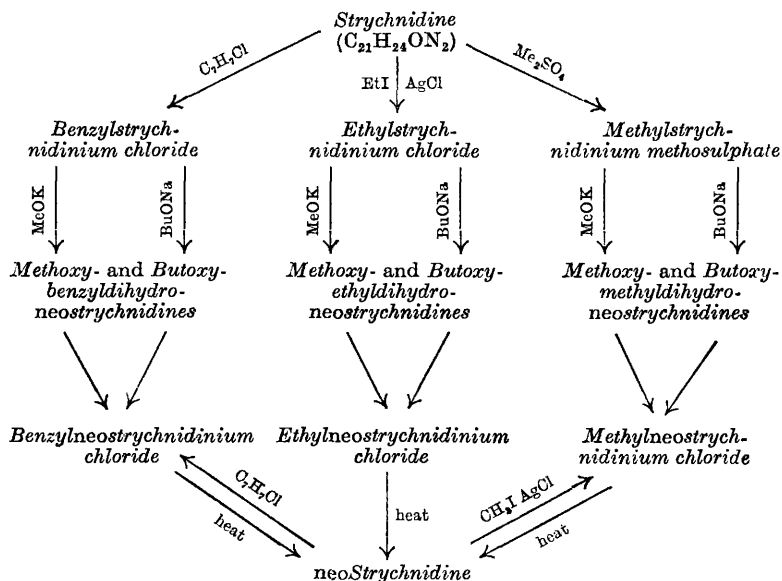 Strychnidine
(C₂₁H₂₄ON₂)
C₇H₇Cl
EtI AgCl
Me₂SO₄
Benzylstrych-
nidinium chloride
Ethylstrych-
nidinium chloride
Methylstrych-
nidinium methosulphate
MeOK
BuONa
MeOK
BuONa
MeOK
BuONa
Methoxy- and Butoxy-
benzyldihydro-
neostrychnidines
Methoxy- and Butoxy-
ethyldihydro-
neostrychnidines
Methoxy- and Butoxy-
methyldihydro-
neostrychnidines
Benzylneostrychnidinium
chloride
Ethylneostrychnidinium
chloride
Methylneostrych-
nidinium chloride
C₇H₇Cl
heat
heat
CH₃I AgCl
heat
neoStrychnidine